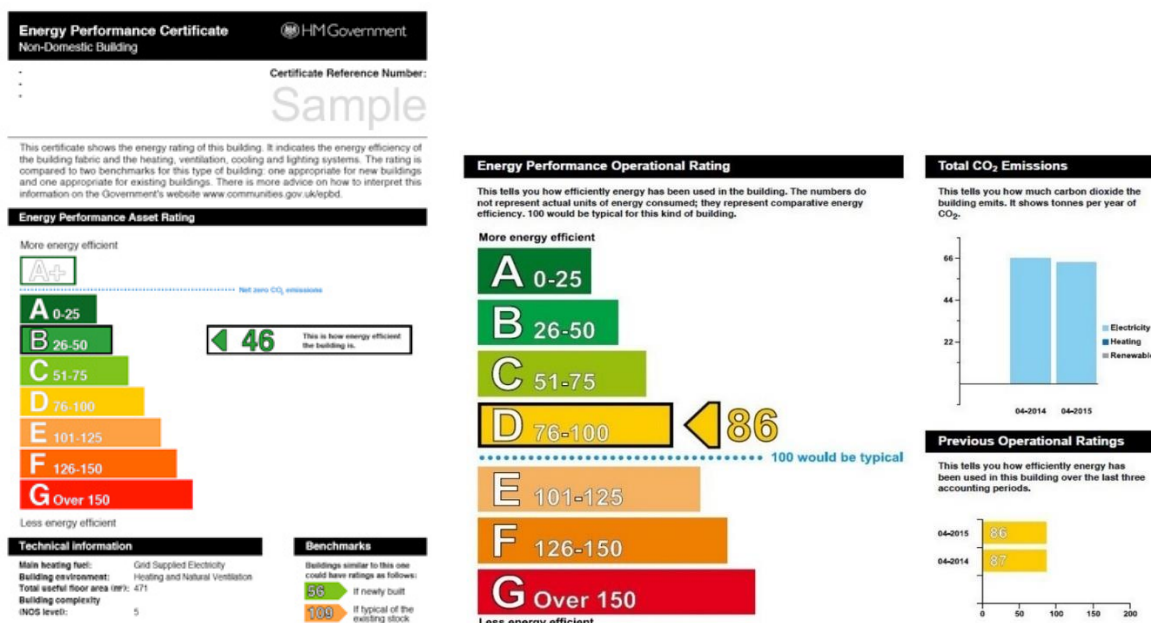 Energy Performance Certificate
Non-Domestic Building
HM Government
Certificate Reference Number:
Sample
This certificate shows the energy rating of this building. It indicates the energy efficiency of
the building fabric and the heating, ventilation, cooling and lighting systems. The rating is
compared to two benchmarks for this type of building: one appropriate for new buildings
and one appropriate for existing buildings. There is more advice on how to interpret this
information on the Government's website www.communities.gov.uk/epbd.
Energy Performance Asset Rating
More energy efficient
A+
Net zero CO₂ emissions
A 0-25
B 26-50
46
This is how energy efficient
the building is.
C 51-75
D 76-100
E 101-125
F 126-150
G Over 150
Less energy efficient
Technical information
Main heating fuel: Grid Supplied Electricity
Building environment: Heating and Natural Ventilation
Total useful floor area (m²): 471
Building complexity
(NOS level): 5
Benchmarks
Buildings similar to this one
could have ratings as follows:
56 If newly built
109 If typical of the
existing stock
Energy Performance Operational Rating
This tells you how efficiently energy has been used in the building. The numbers do
not represent actual units of energy consumed; they represent comparative energy
efficiency. 100 would be typical for this kind of building.
More energy efficient
A 0-25
B 26-50
C 51-75
D 76-100
86
100 would be typical
E 101-125
F 126-150
G Over 150
Less energy efficient
Total CO₂ Emissions
This tells you how much carbon dioxide the
building emits. It shows tonnes per year of
CO₂.
66
44
22
Electricity
Heating
Renewable
04-2014 04-2015
Previous Operational Ratings
This tells you how efficiently energy has
been used in this building over the last three
accounting periods.
04-2015 86
04-2014 87
0 50 100 150 200